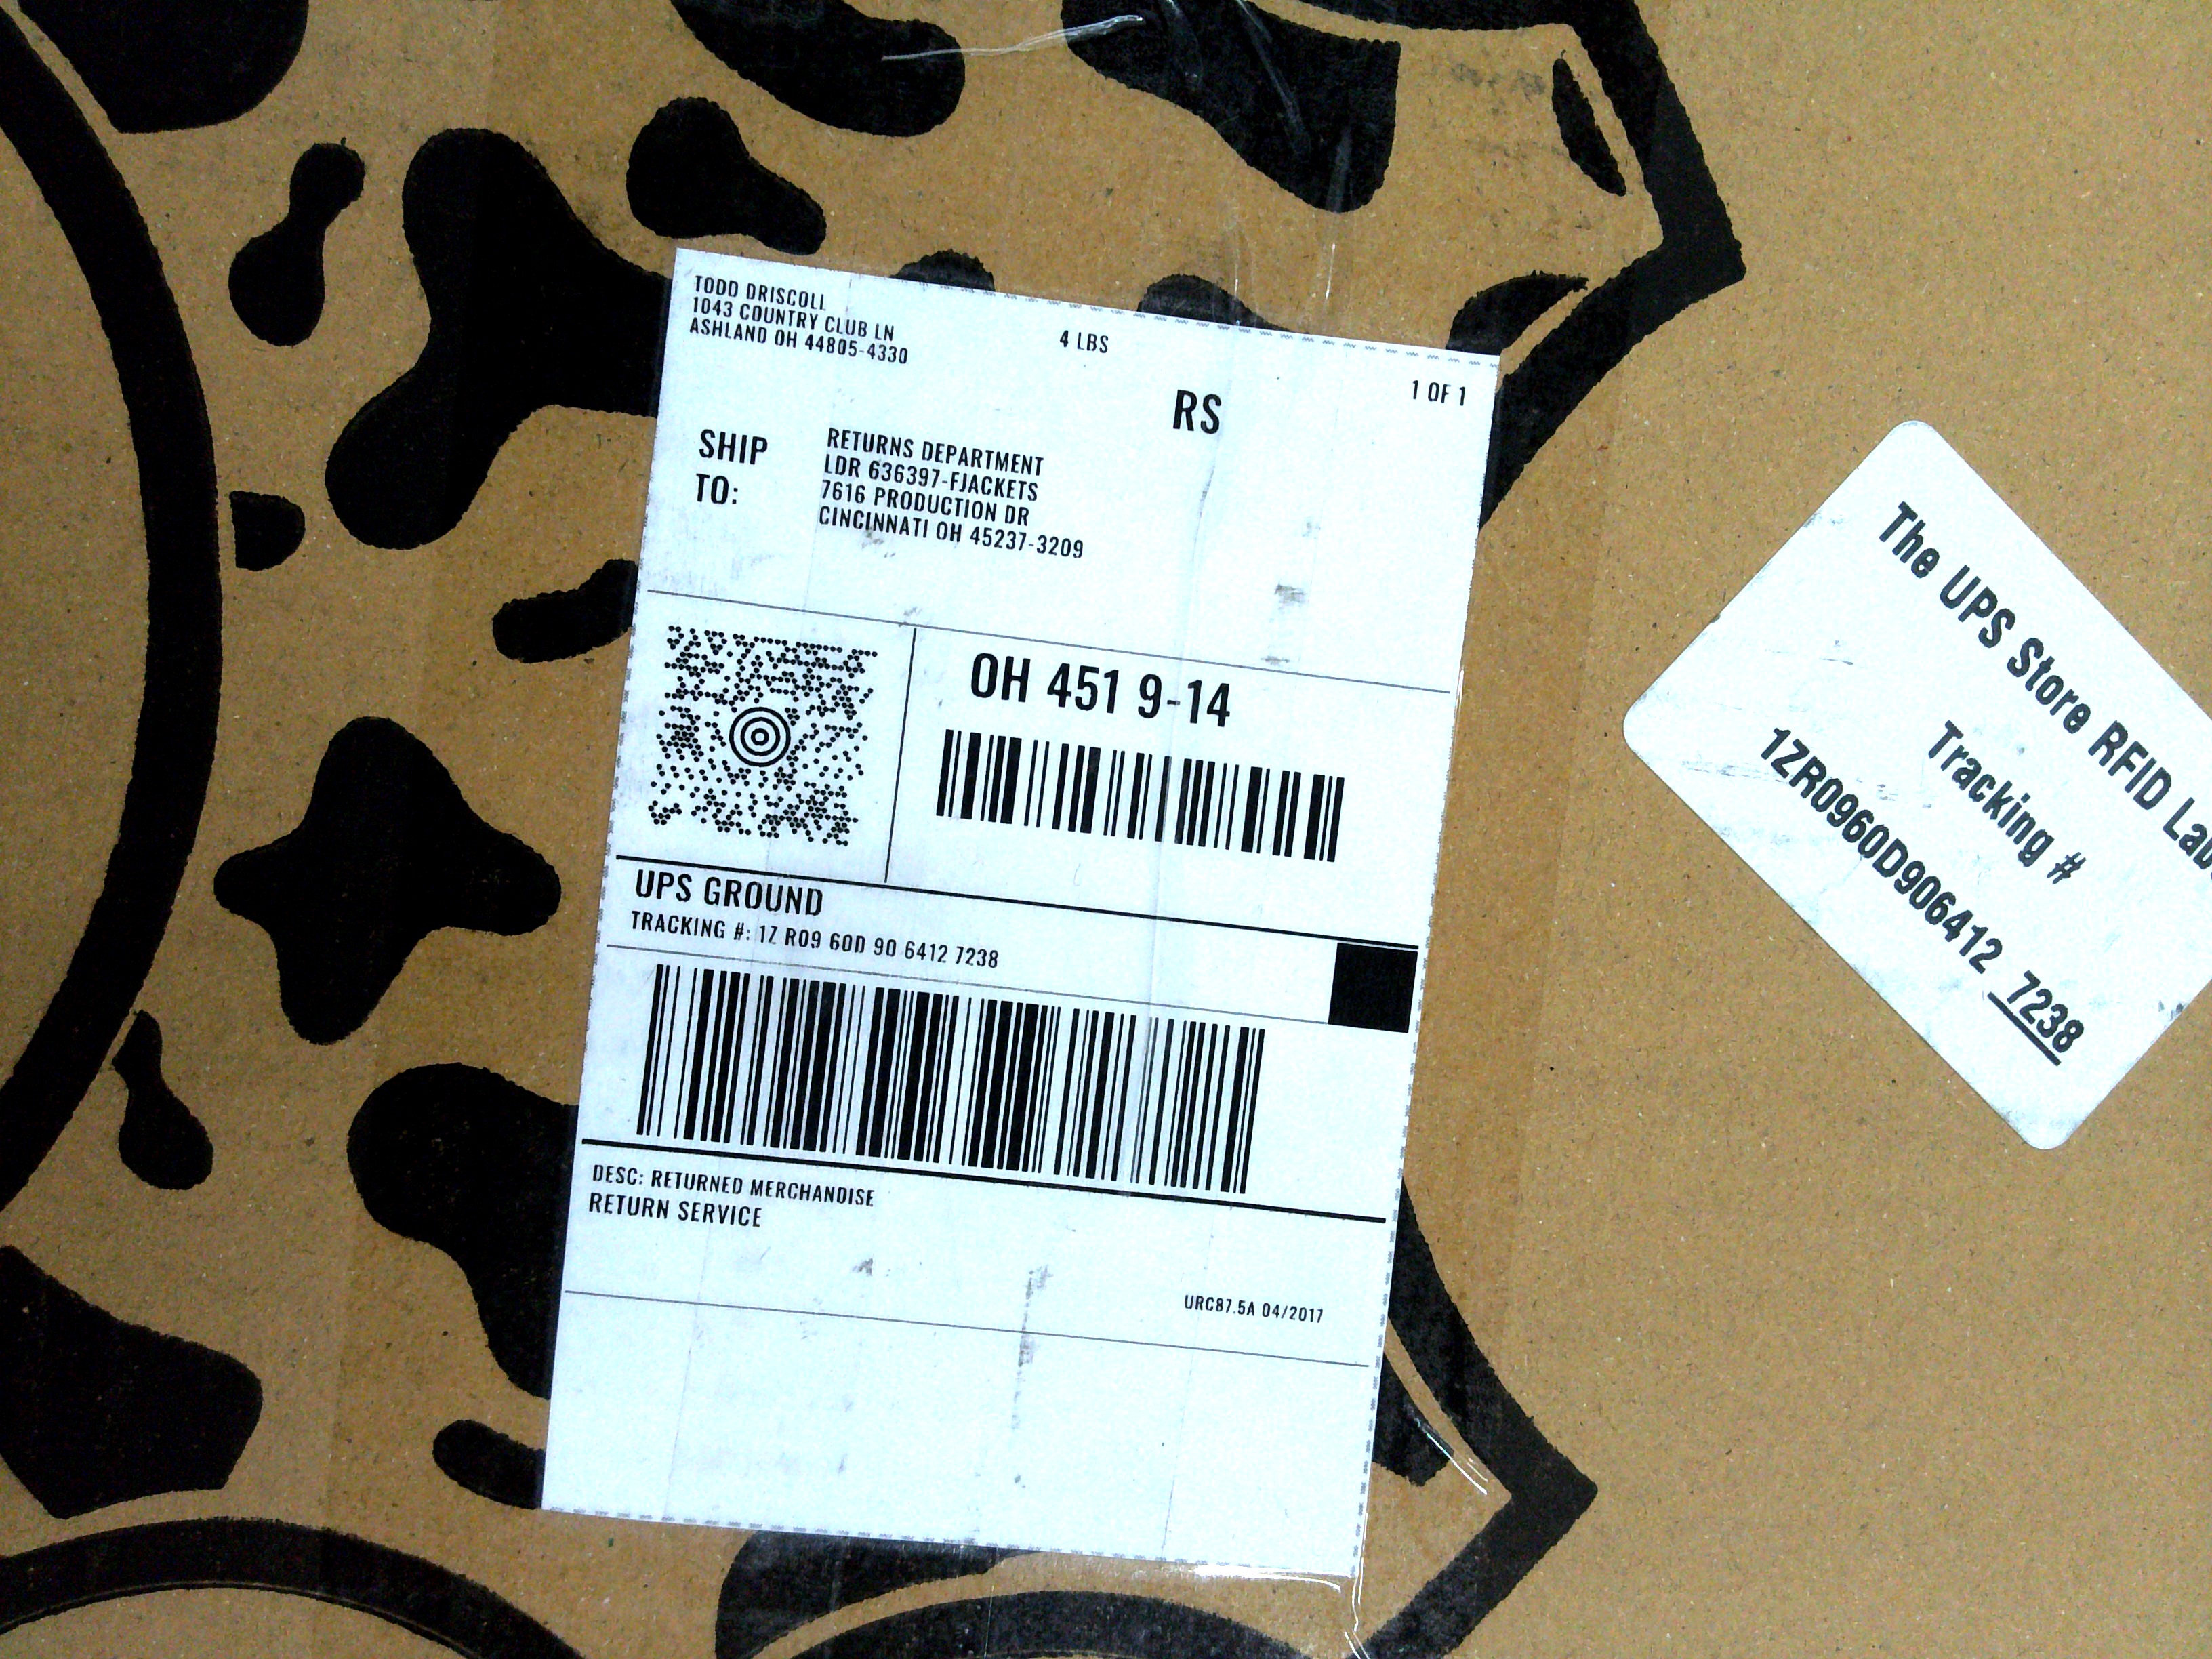 TODD DRISCOLL
1043 COUNTRY CLUB LN
ASHLAND OH 44805-4330
4 LBS
1 OF 1
RS
SHIP
TO:
RETURNS DEPARTMENT
LDR 636397-FJACKETS
7616 PRODUCTION DR
CINCINNATI OH 45237-3209
OH 451 9-14
UPS GROUND
TRACKING #: 1Z R09 60D 90 6412 7238
DESC: RETURNED MERCHANDISE
RETURN SERVICE
URC87.5A 04/2017
The UPS Store RFID
Tracking #
1ZR0960D906412 7238